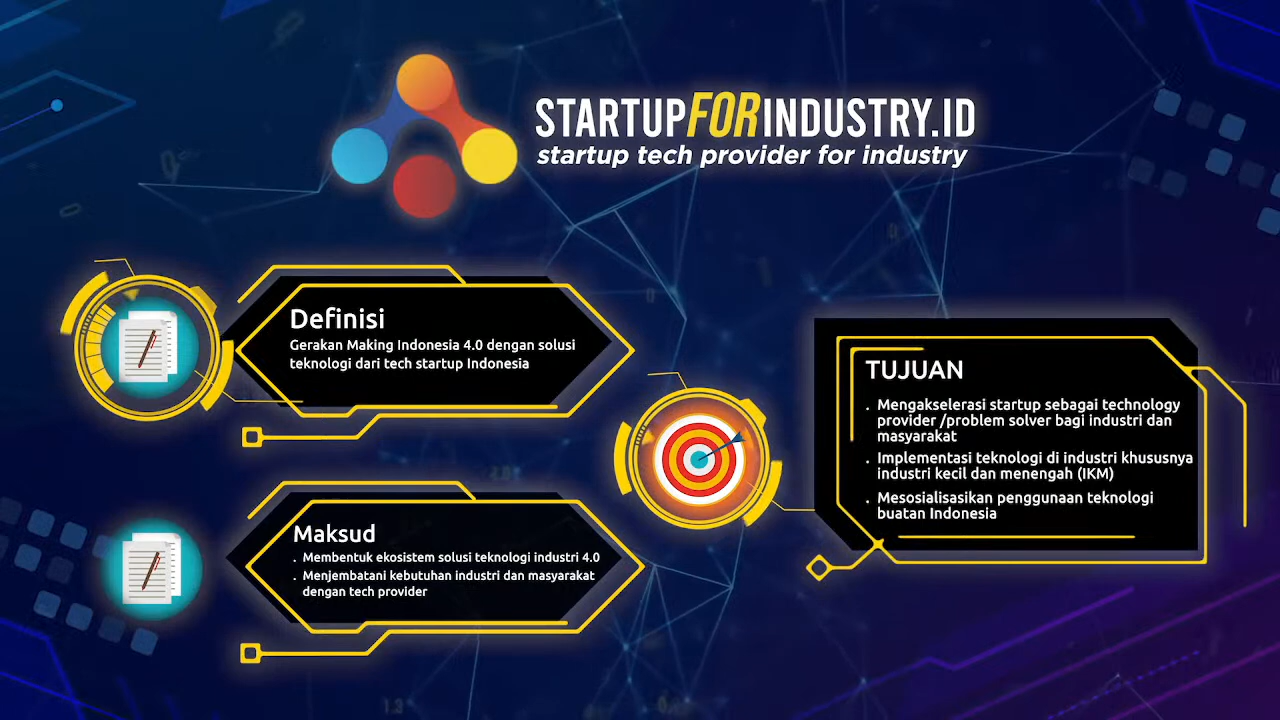 STARTUPFORINDUSTRY.ID
startup tech provider for industry
Definisi
Gerakan Making Indonesia 4.0 dengan solusi
teknologi dari tech startup Indonesia
Maksud
. Membentuk ekosistem solusi teknologi industri 4.0
. Menjembatani kebutuhan industri dan masyarakat
dengan tech provider
TUJUAN
. Mengakselerasi startup sebagai technology
provider /problem solver bagi industri dan
masyarakat
. Implementasi teknologi di industri khususnya
industri kecil dan menengah (IKM)
. Mesosialisasikan penggunaan teknologi
buatan Indonesia